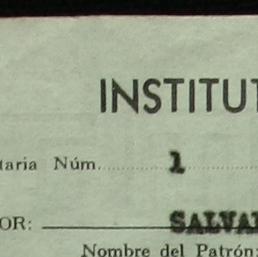 INSTITUT
taria Núm. 1
OR: SALVA
Nombre del Patrón: